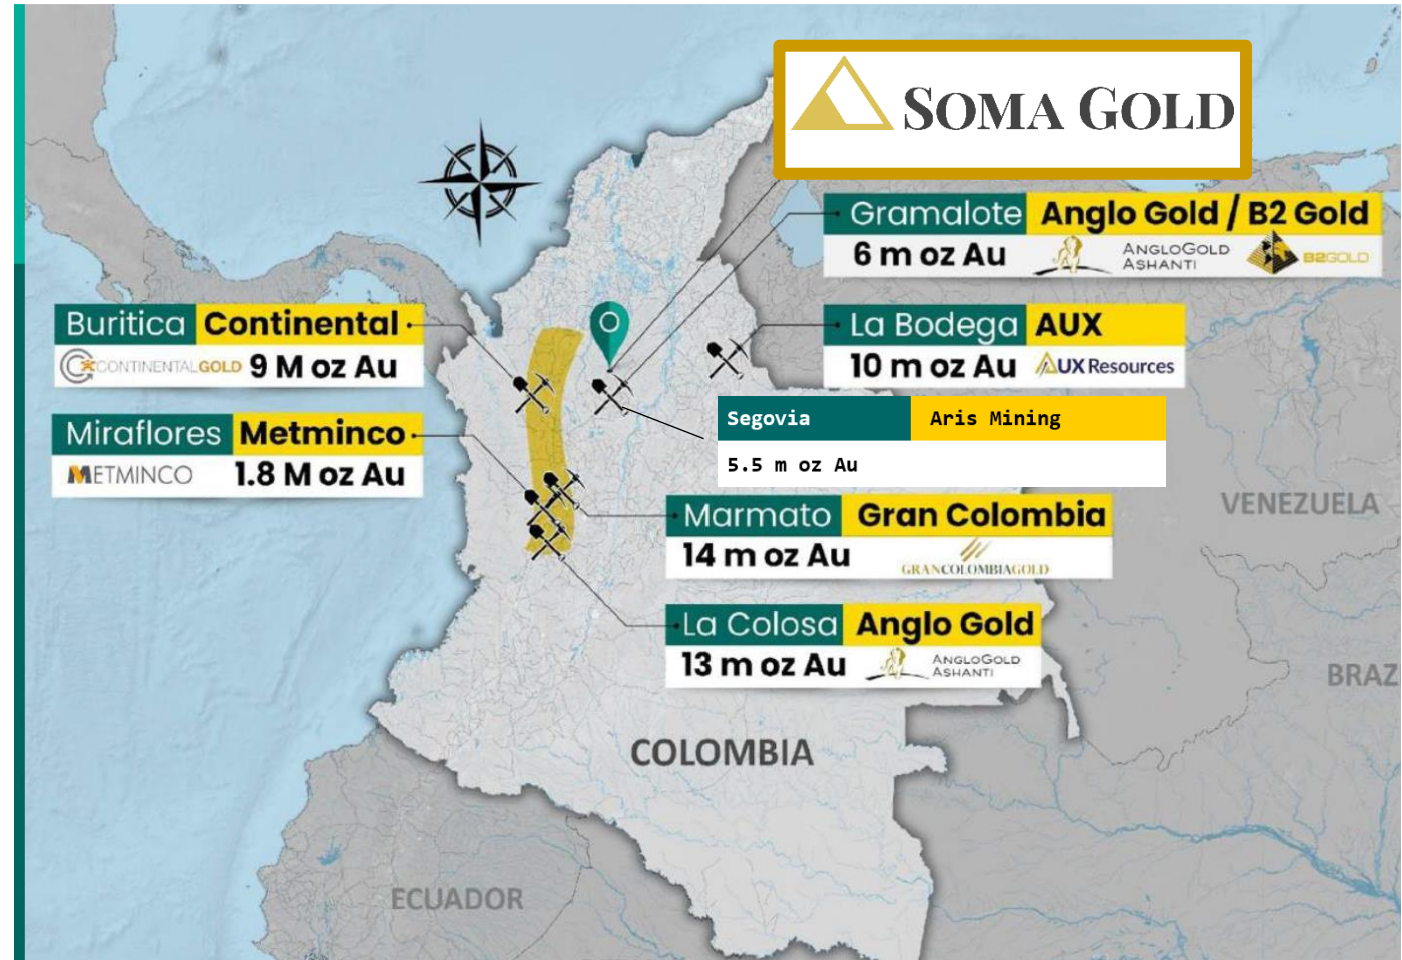 SOMA GOLD
Gramalote Anglo Gold / B2 Gold
6 m oz Au ANGLOGOLD ASHANTI B2GOLD
Buritica Continental
CONTINENTAL GOLD 9 M oz Au
La Bodega AUX
10 m oz Au AUX Resources
Segovia Aris Mining
5.5 m oz Au
Miraflores Metminco
METMINCO 1.8 M oz Au
Marmato Gran Colombia
14 m oz Au GRANCOLOMBIAGOLD
La Colosa Anglo Gold
13 m oz Au ANGLOGOLD ASHANTI
VENEZUELA
BRAZ
COLOMBIA
ECUADOR